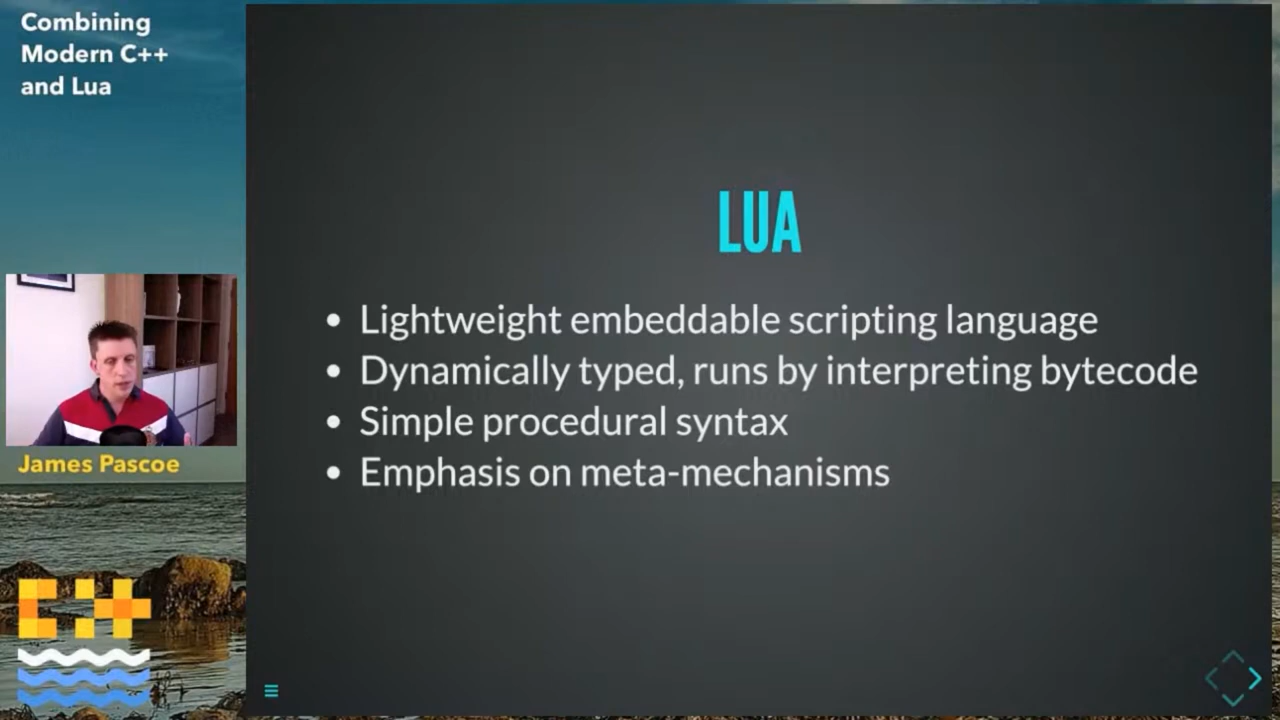 Combining
Modern C++
and Lua
LUA
Lightweight embeddable scripting language
Dynamically typed, runs by interpreting bytecode
Simple procedural syntax
Emphasis on meta-mechanisms
James Pascoe
C++